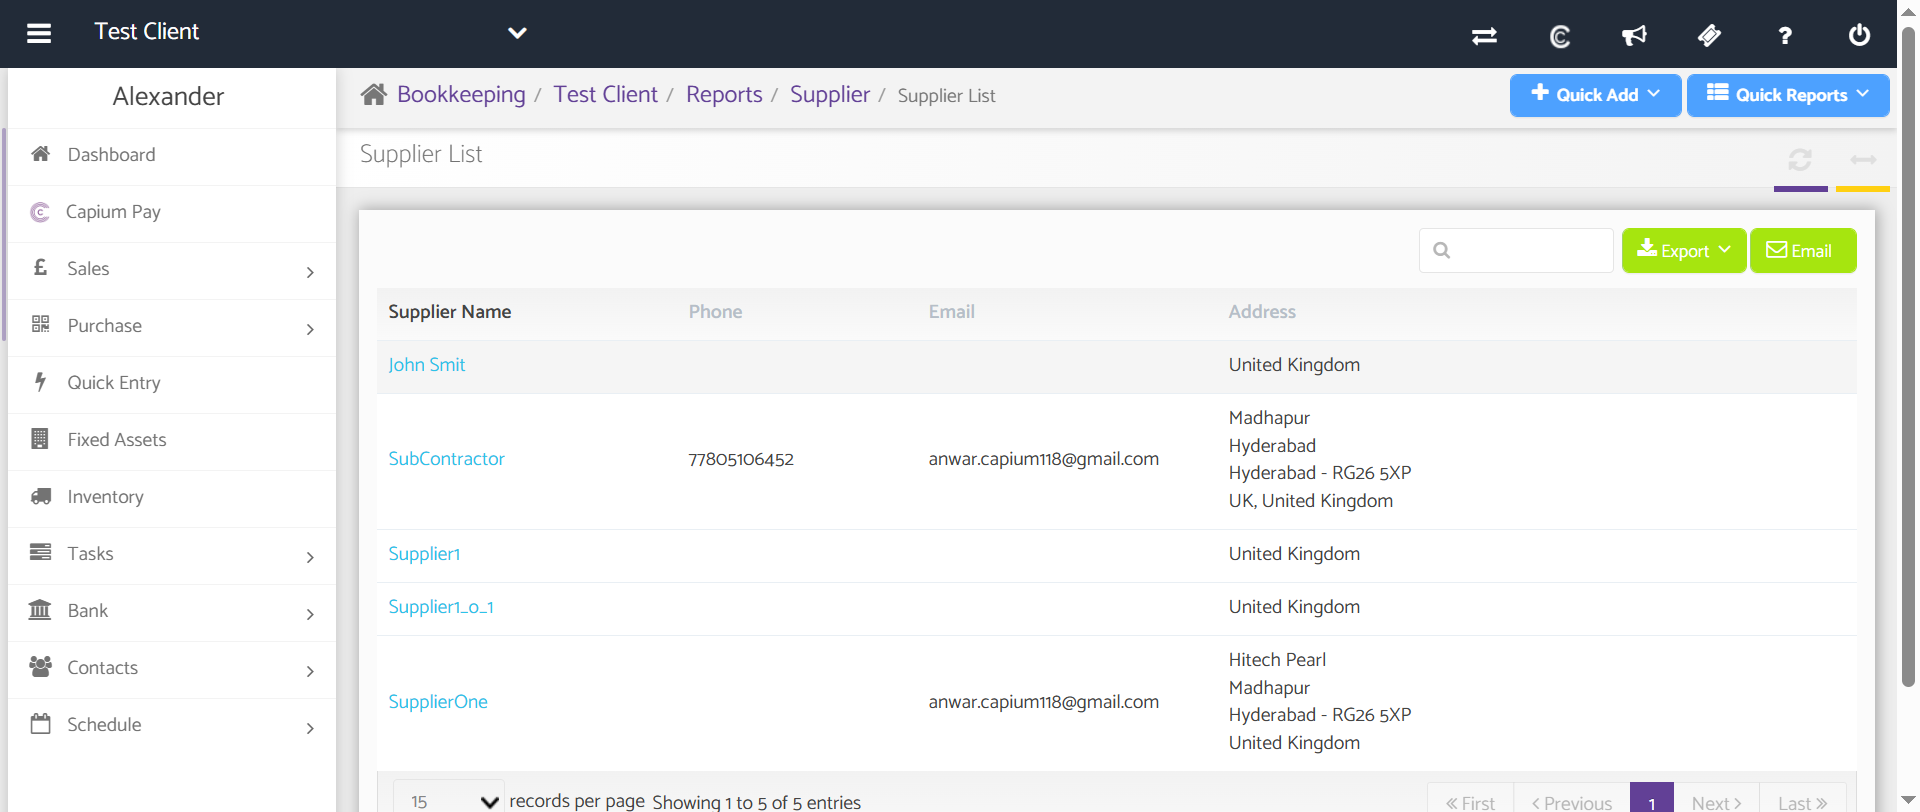 Test Client
Alexander
Dashboard
Capium Pay
Sales
Purchase
Quick Entry
Fixed Assets
Inventory
Tasks
Bank
Contacts
Schedule
Bookkeeping / Test Client / Reports / Supplier / Supplier List
Quick Add
Quick Reports
Supplier List
Export
Email
Supplier Name Phone Email Address
John Smit United Kingdom
SubContractor 77805106452 anwar.capium118@gmail.com Madhapur
Hyderabad
Hyderabad - RG26 5XP
UK, United Kingdom
Supplier1 United Kingdom
Supplier1_0_1 United Kingdom
SupplierOne anwar.capium118@gmail.com Hitech Pearl
Madhapur
Hyderabad - RG26 5XP
United Kingdom
15 records per page Showing 1 to 5 of 5 entries
« First < Previous 1 Next > Last »